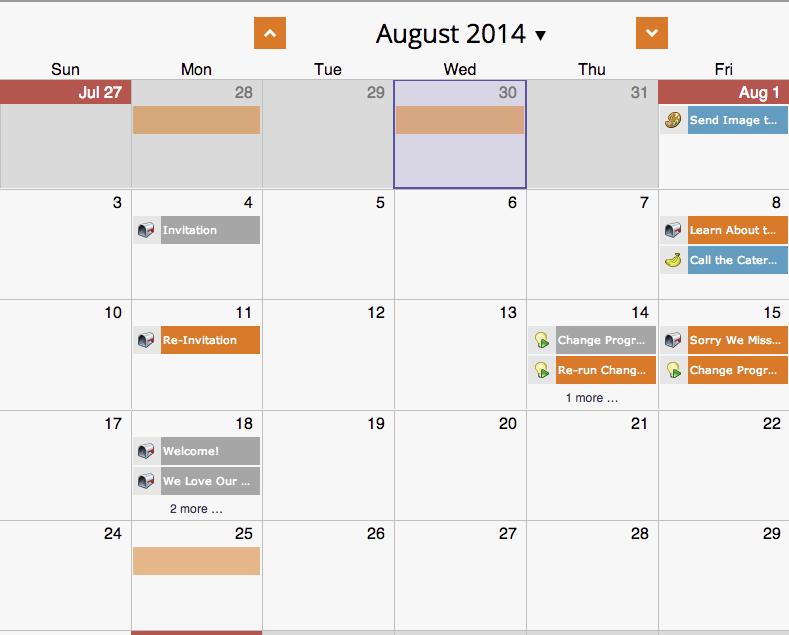 August 2014 ▼
Sun Mon Tue Wed Thu Fri
Jul 27 28 29 30 31 Aug 1
Send Image t...
3 4 5 6 7 8
Invitation Learn About t...
Call the Cater...
10 11 12 13 14 15
Re-Invitation Change Progr... Sorry We Miss...
Re-run Chang... Change Progr...
1 more ...
17 18 19 20 21 22
Welcome!
We Love Our ...
2 more ...
24 25 26 27 28 29